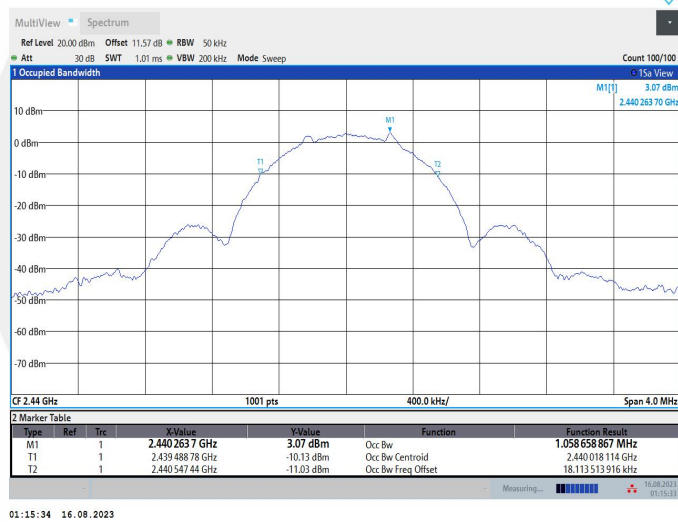 MultiView Spectrum
Ref Level 20.00 dBm Offset 11.57 dB RBW 50 kHz
Att 30 dB SWT 1.01 ms VBW 200 kHz Mode Sweep Count 100/100
1 Occupied Bandwidth 1Sa View
M1[1] 3.07 dBm
2.440 263 70 GHz
10 dBm
M1
0 dBm
T1
T2
-10 dBm
-20 dBm
-30 dBm
-40 dBm
-50 dBm
-60 dBm
-70 dBm
CF 2.44 GHz 1001 pts 400.0 kHz/ Span 4.0 MHz
2 Marker Table
Type Ref Trc X-Value Y-Value Function Function Result
M1 1 2.440 263 7 GHz 3.07 dBm Occ Bw 1.058 658 867 MHz
T1 1 2.439 488 78 GHz -10.13 dBm Occ Bw Centroid 2.440 018 114 GHz
T2 1 2.440 547 44 GHz -11.03 dBm Occ Bw Freq Offset 18.113 513 916 kHz
Measuring... 16.08.2023
01:15:33
01:15:34 16.08.2023